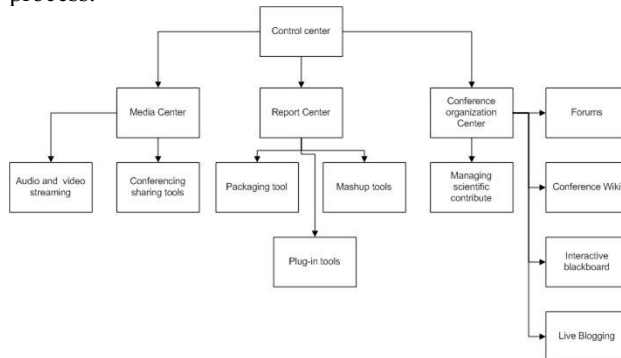 process.
Control center
Media Center
Report Center
Conference
organization
Center
Forums
Audio and video
streaming
Conferencing
sharing tools
Packaging tool
Mashup tools
Managing
scientific
contribute
Conference Wiki
Plug-in tools
Interactive
blackboard
Live Blogging